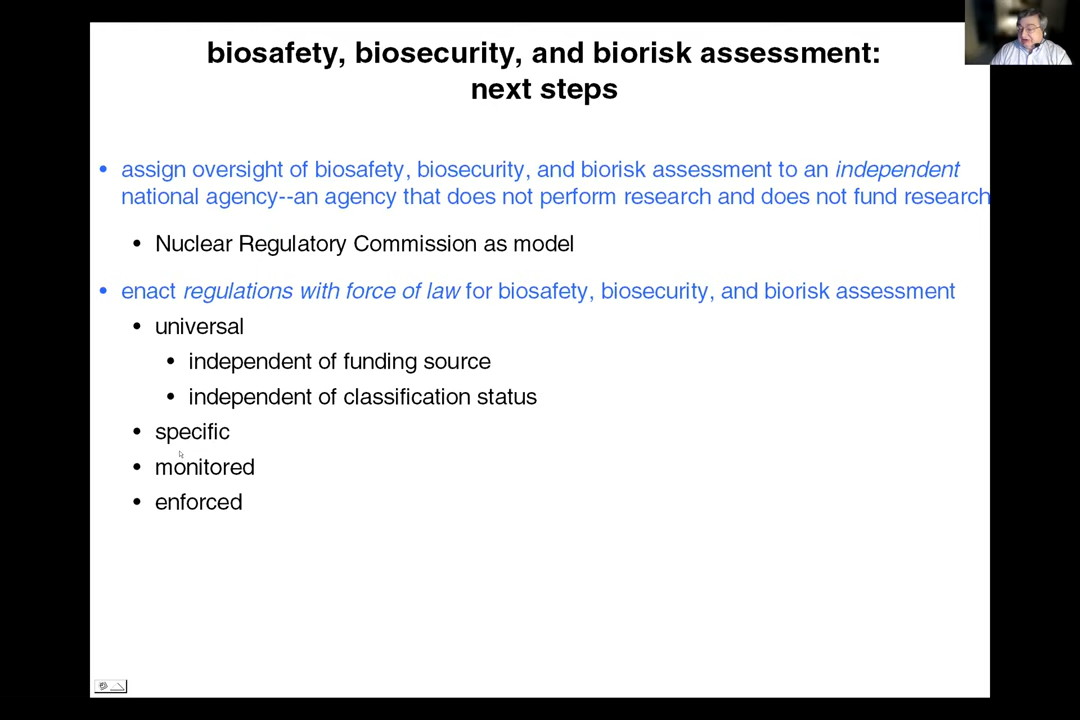 biosafety, biosecurity, and biorisk assessment:
next steps
• assign oversight of biosafety, biosecurity, and biorisk assessment to an independent
national agency--an agency that does not perform research and does not fund research
• Nuclear Regulatory Commission as model
• enact regulations with force of law for biosafety, biosecurity, and biorisk assessment
• universal
• independent of funding source
• independent of classification status
• specific
• monitored
• enforced